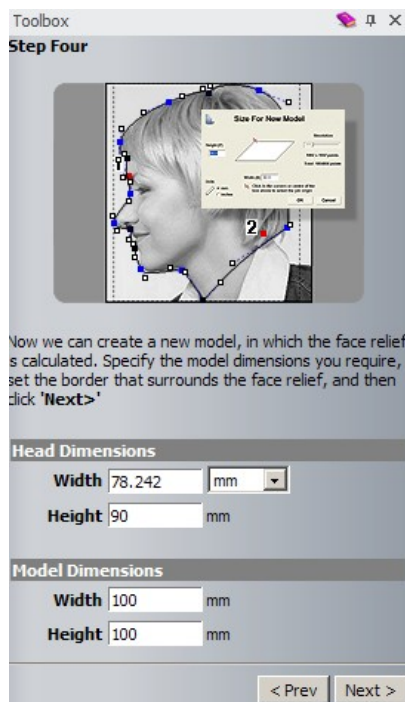 Toolbox
Step Four
Size For New Model
2
Now we can create a new model, in which the face relief
is calculated. Specify the model dimensions you require,
set the border that surrounds the face relief, and then
click 'Next>'
Head Dimensions
Width 78.242 mm
Height 90 mm
Model Dimensions
Width 100 mm
Height 100 mm
< Prev Next >